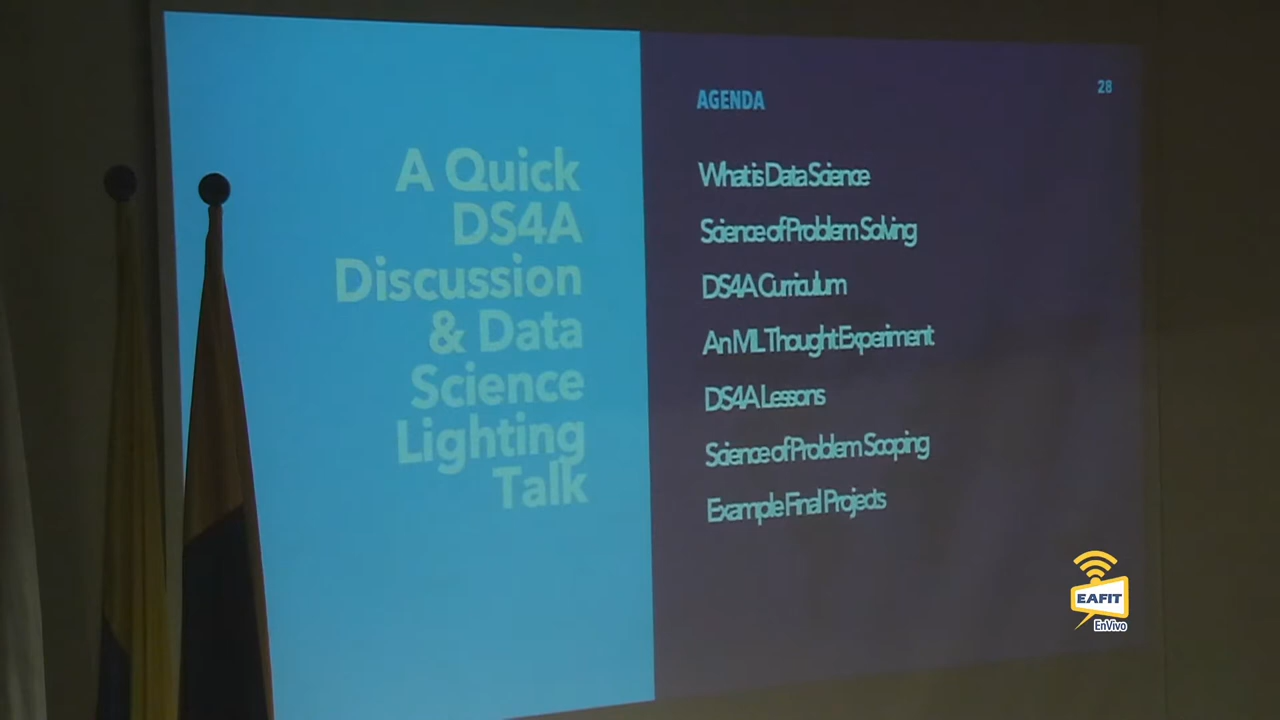 A Quick
DS4A
Discussion
& Data
Science
Lighting
Talk
AGENDA
28
What is Data Science
Science of Problem Solving
DS4A Curriculum
An ML Thought Experiment
DS4A Lessons
Science of Problem Scoping
Example Final Projects
EAFIT
EnVivo